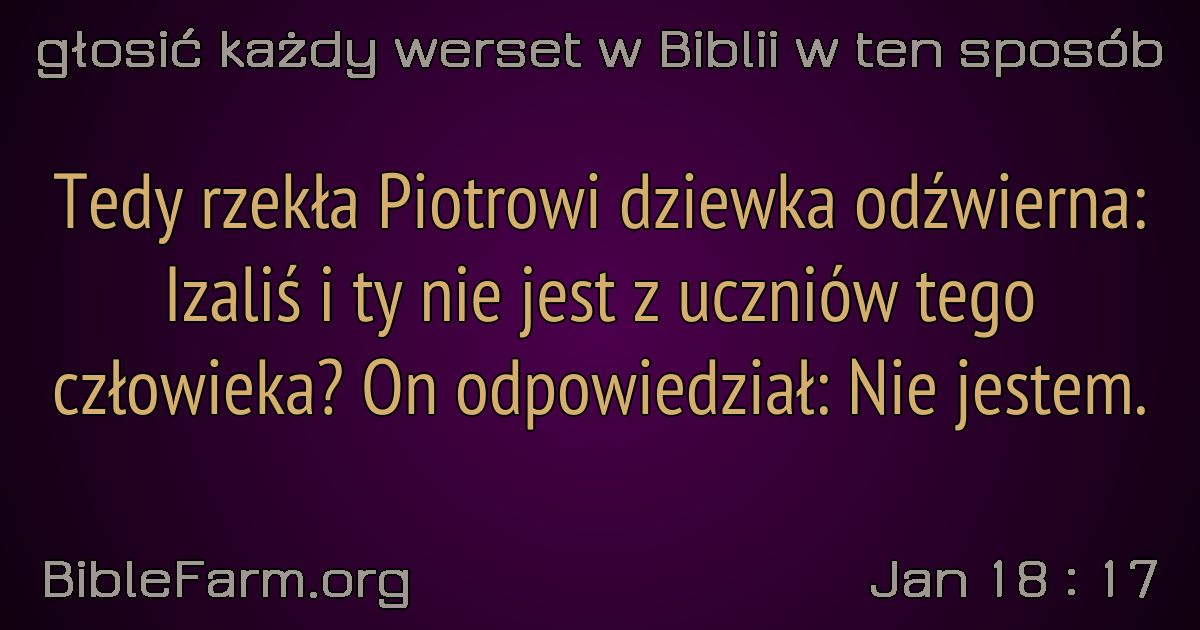 głosić każdy werset w Biblii w ten sposób
Tedy rzekła Piotrowi dziewka odźwierna:
Izaliś i ty nie jest z uczniów tego
człowieka? On odpowiedział: Nie jestem.
BibleFarm.org
Jan 18 : 17